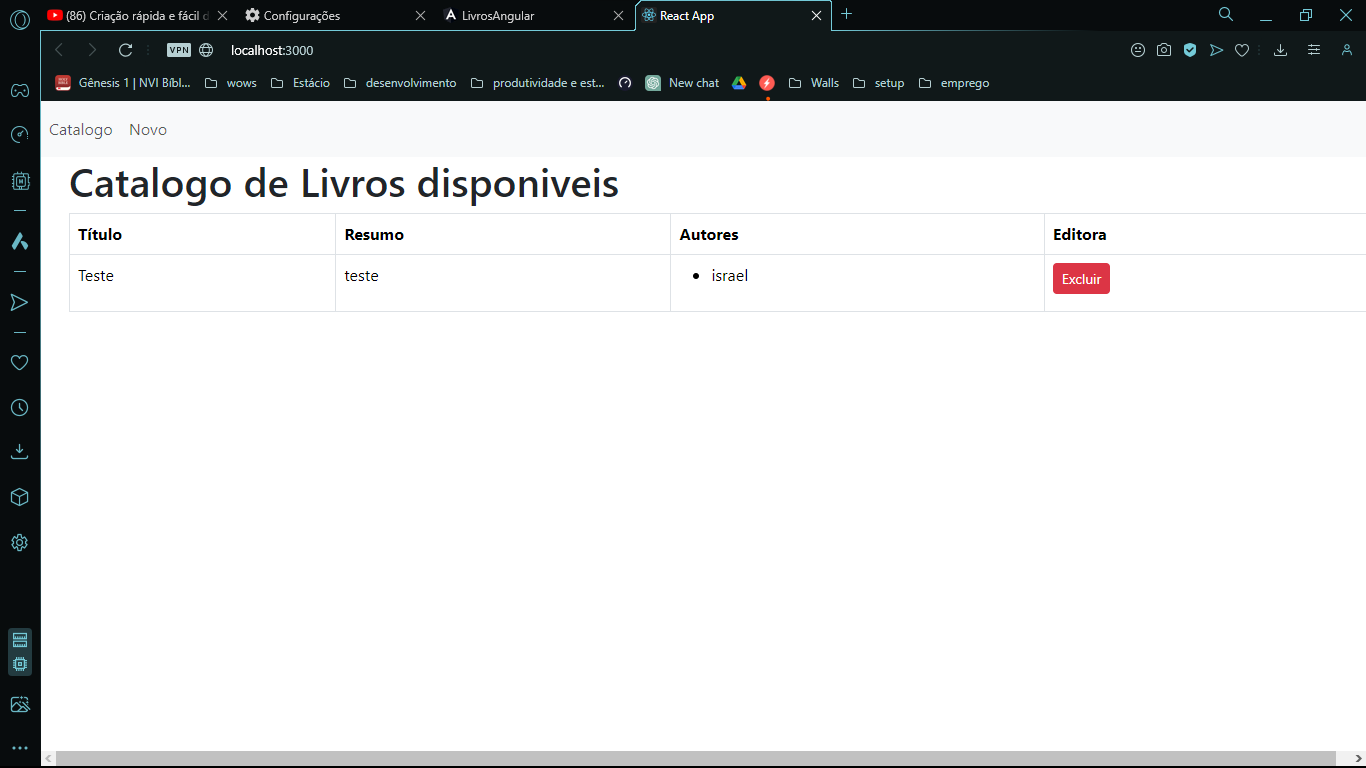 (86) Criação rápida e fácil d
Configurações
LivrosAngular
React App
VPN
localhost:3000
Gênesis 1 | NVI Bíbl...
wows
Estácio
desenvolvimento
produtividade e est...
New chat
Walls
setup
emprego
Catalogo Novo
Catalogo de Livros disponiveis
Título Resumo Autores Editora
Teste teste • israel Excluir